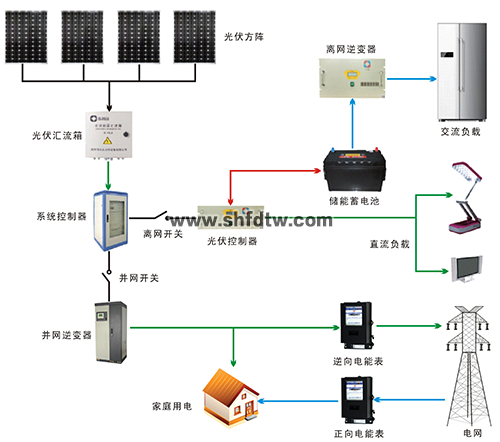 光伏方阵
离网逆变器
光伏汇流箱
交流负载
储能蓄电池
系统控制器
离网开关
www.shfdtw.com
光伏控制器
直流负载
并网开关
并网逆变器
逆向电能表
家庭用电
正向电能表
电网